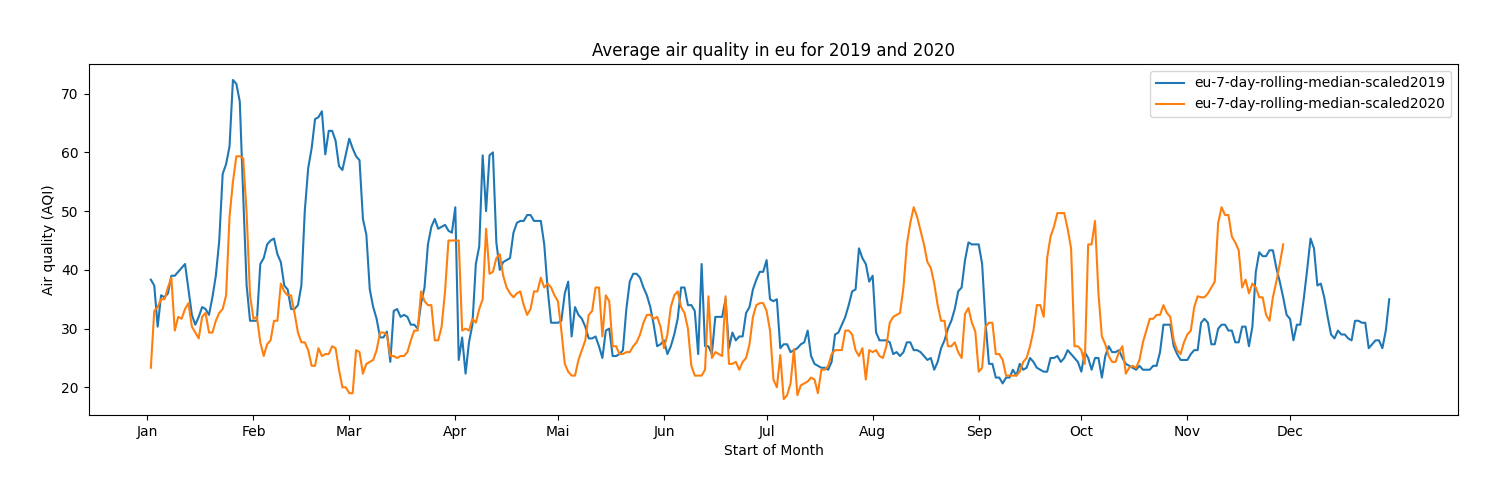 Average air quality in eu for 2019 and 2020
eu-7-day-rolling-median-scaled2019
eu-7-day-rolling-median-scaled2020
Air quality (AQI)
70
60
50
40
30
20
Jan Feb Mar Apr Mai Jun Jul Aug Sep Oct Nov Dec
Start of Month